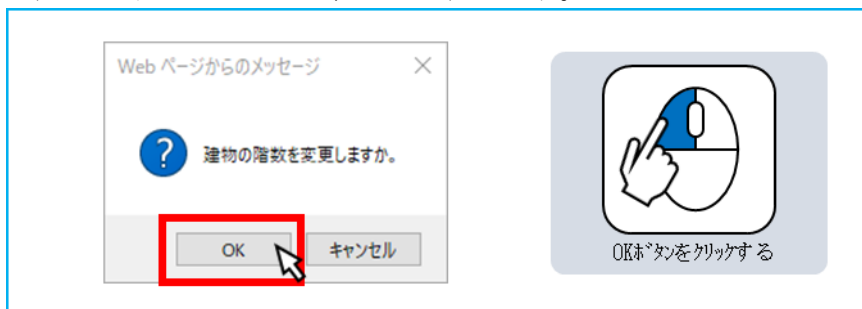 Web ページからのメッセージ
建物の階数を変更しますか。
OK
キャンセル
OKボタンをクリックする